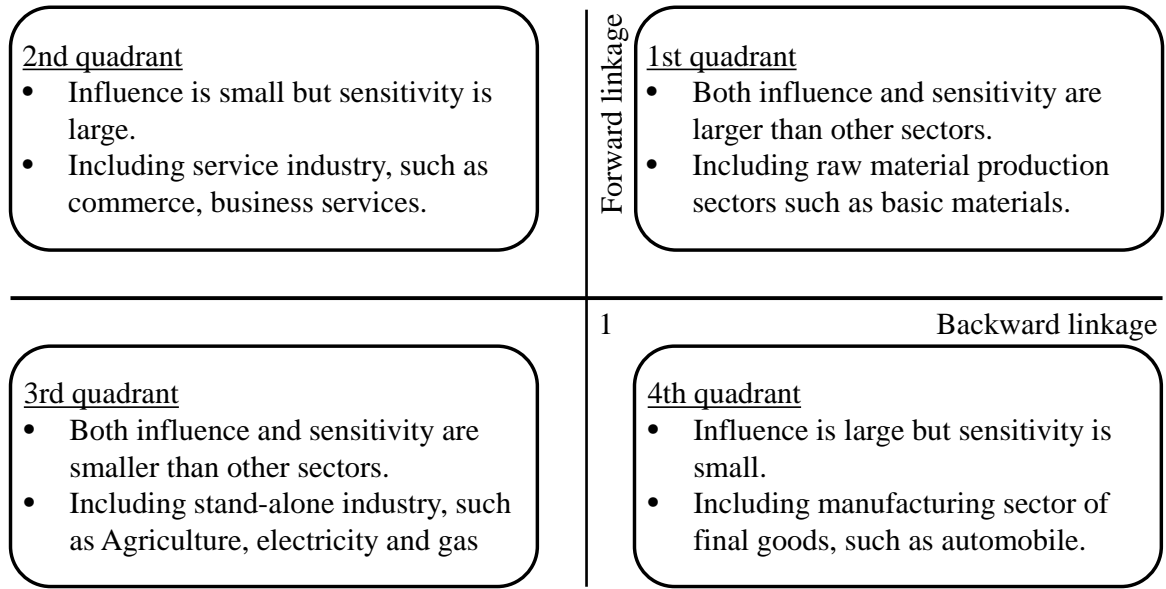 2nd quadrant
• Influence is small but sensitivity is
large.
• Including service industry, such as
commerce, business services.
Forward linkage
1st quadrant
• Both influence and sensitivity are
larger than other sectors.
• Including raw material production
sectors such as basic materials.
1
Backward linkage
3rd quadrant
• Both influence and sensitivity are
smaller than other sectors.
• Including stand-alone industry, such
as Agriculture, electricity and gas
4th quadrant
• Influence is large but sensitivity is
small.
• Including manufacturing sector of
final goods, such as automobile.